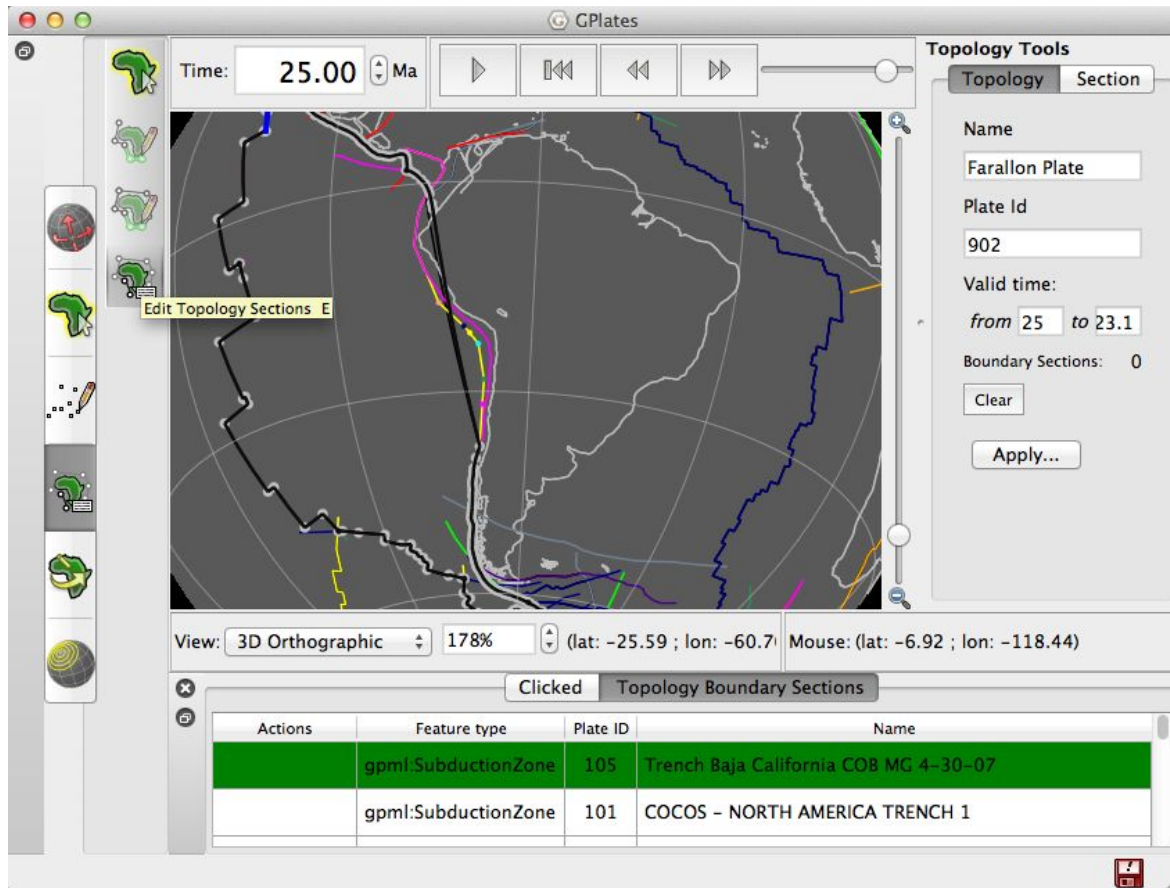 GPlates
Time: 25.00 Ma
Topology Tools
Topology Section
Name
Farallon Plate
Plate Id
902
Valid time:
from 25 to 23.1
Boundary Sections: 0
Clear
Apply...
Edit Topology Sections E
View: 3D Orthographic 178% (lat: -25.59 ; lon: -60.7 Mouse: (lat: -6.92 ; lon: -118.44)
Clicked Topology Boundary Sections
Actions Feature type Plate ID Name
gpml:SubductionZone 105 Trench Baja California COB MG 4-30-07
gpml:SubductionZone 101 COCOS - NORTH AMERICA TRENCH 1